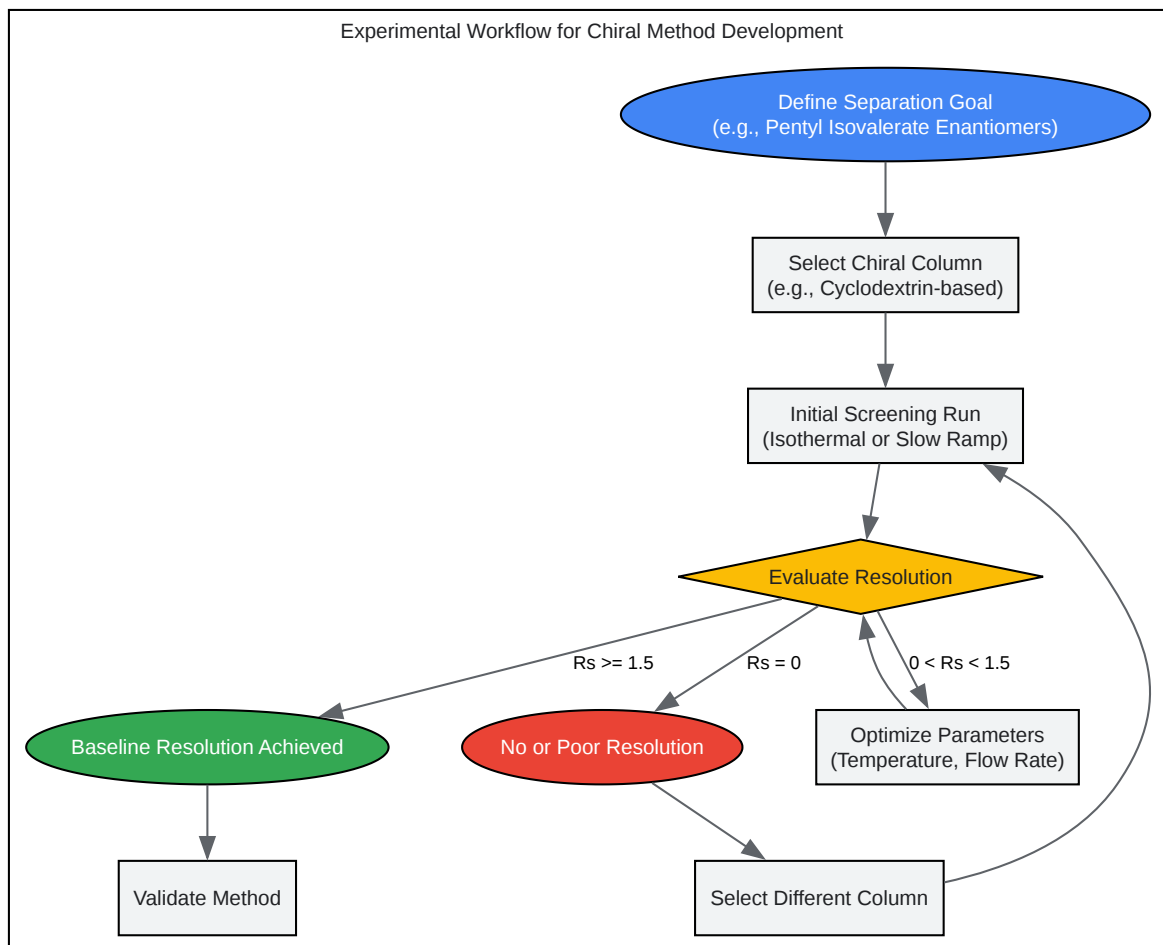 Experimental Workflow for Chiral Method Development
Define Separation Goal
(e.g., Pentyl Isovalerate Enantiomers)
Select Chiral Column
(e.g., Cyclodextrin-based)
Initial Screening Run
(Isothermal or Slow Ramp)
Evaluate Resolution
Rs >= 1.5
Rs = 0
0 < Rs < 1.5
Baseline Resolution Achieved
No or Poor Resolution
Optimize Parameters
(Temperature, Flow Rate)
Validate Method
Select Different Column